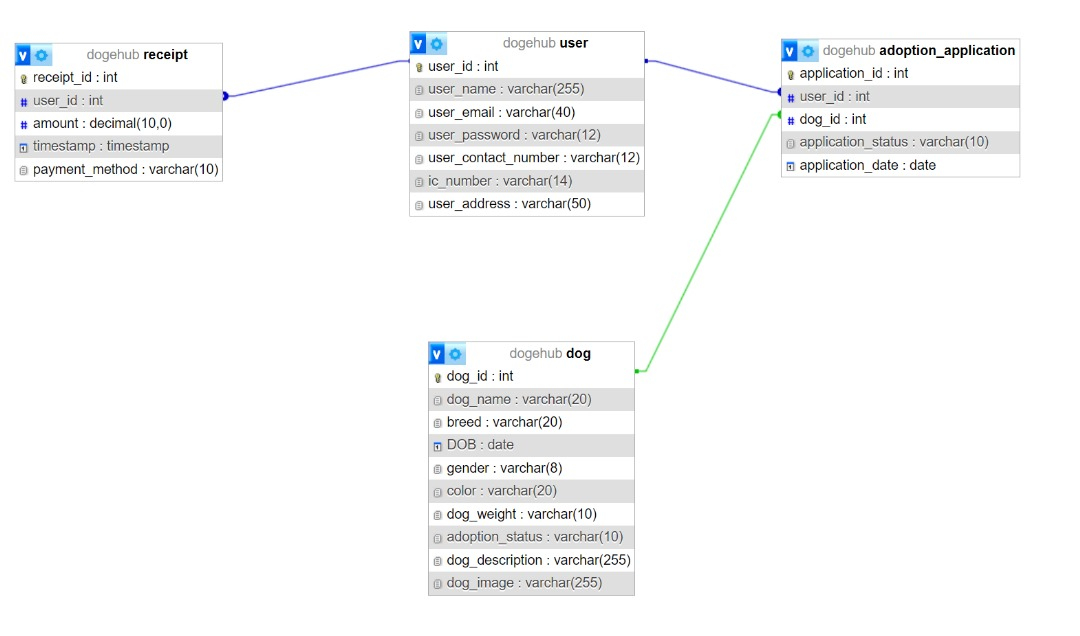 dogehub receipt
receipt_id : int
user_id : int
amount : decimal(10,0)
timestamp : timestamp
payment_method : varchar(10)
dogehub user
user_id : int
user_name : varchar(255)
user_email : varchar(40)
user_password : varchar(12)
user_contact_number : varchar(12)
ic_number : varchar(14)
user_address : varchar(50)
dogehub adoption_application
application_id : int
user_id : int
dog_id : int
application_status : varchar(10)
application_date : date
dogehub dog
dog_id : int
dog_name : varchar(20)
breed : varchar(20)
DOB : date
gender : varchar(8)
color : varchar(20)
dog_weight : varchar(10)
adoption_status : varchar(10)
dog_description : varchar(255)
dog_image : varchar(255)